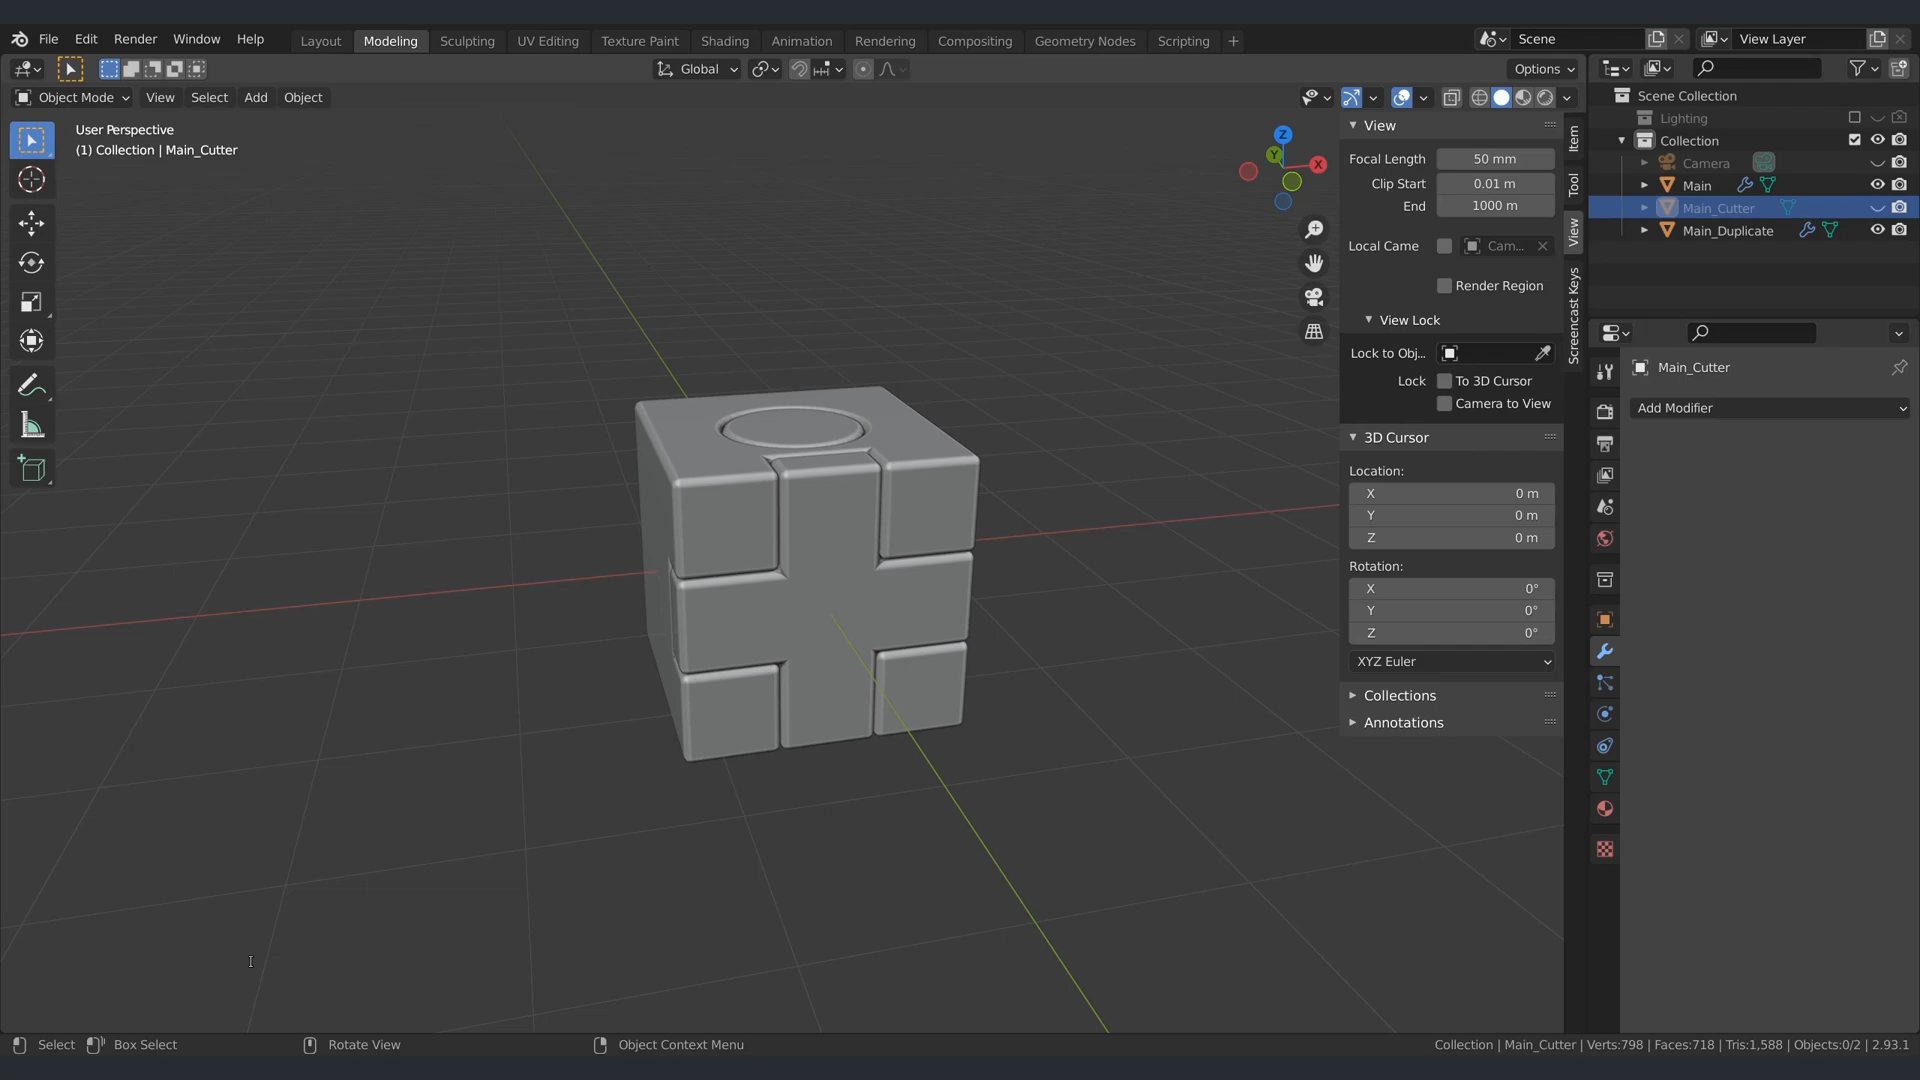 File Edit Render Window Help
Layout Modeling Sculpting UV Editing Texture Paint Shading Animation Rendering Compositing Geometry Nodes Scripting +
Scene
View Layer
Global
Options
Object Mode View Select Add Object
User Perspective
(1) Collection | Main_Cutter
Z
Y
X
View
Focal Length 50 mm
Clip Start 0.01 m
End 1000 m
Local Came Cam...
Render Region
View Lock
Lock to Obj...
Lock To 3D Cursor
Camera to View
3D Cursor
Location:
X 0 m
Y 0 m
Z 0 m
Rotation:
X 0°
Y 0°
Z 0°
XYZ Euler
Collections
Annotations
Item
Tool
View
Screencast Keys
Scene Collection
Lighting
Collection
Camera
Main
Main_Cutter
Main_Duplicate
Main_Cutter
Add Modifier
Select Box Select Rotate View Object Context Menu
Collection | Main_Cutter | Verts:798 | Faces:718 | Tris:1,588 | Objects:0/2 | 2.93.1